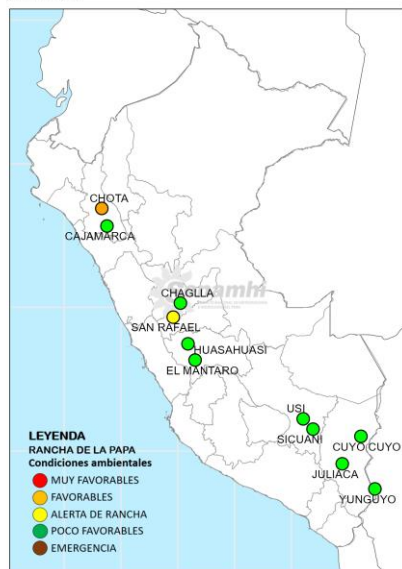 CHOTA
CAJAMARCA
Senamhi
CHAGLLA
SAN RAFAEL
HUASAHUASI
EL MANTARO
USI
SICUANI
CUYO CUYO
JULIACA
YUNGUYO
LEYENDA
RANCHA DE LA PAPA
Condiciones ambientales
MUY FAVORABLES
FAVORABLES
ALERTA DE RANCHA
POCO FAVORABLES
EMERGENCIA